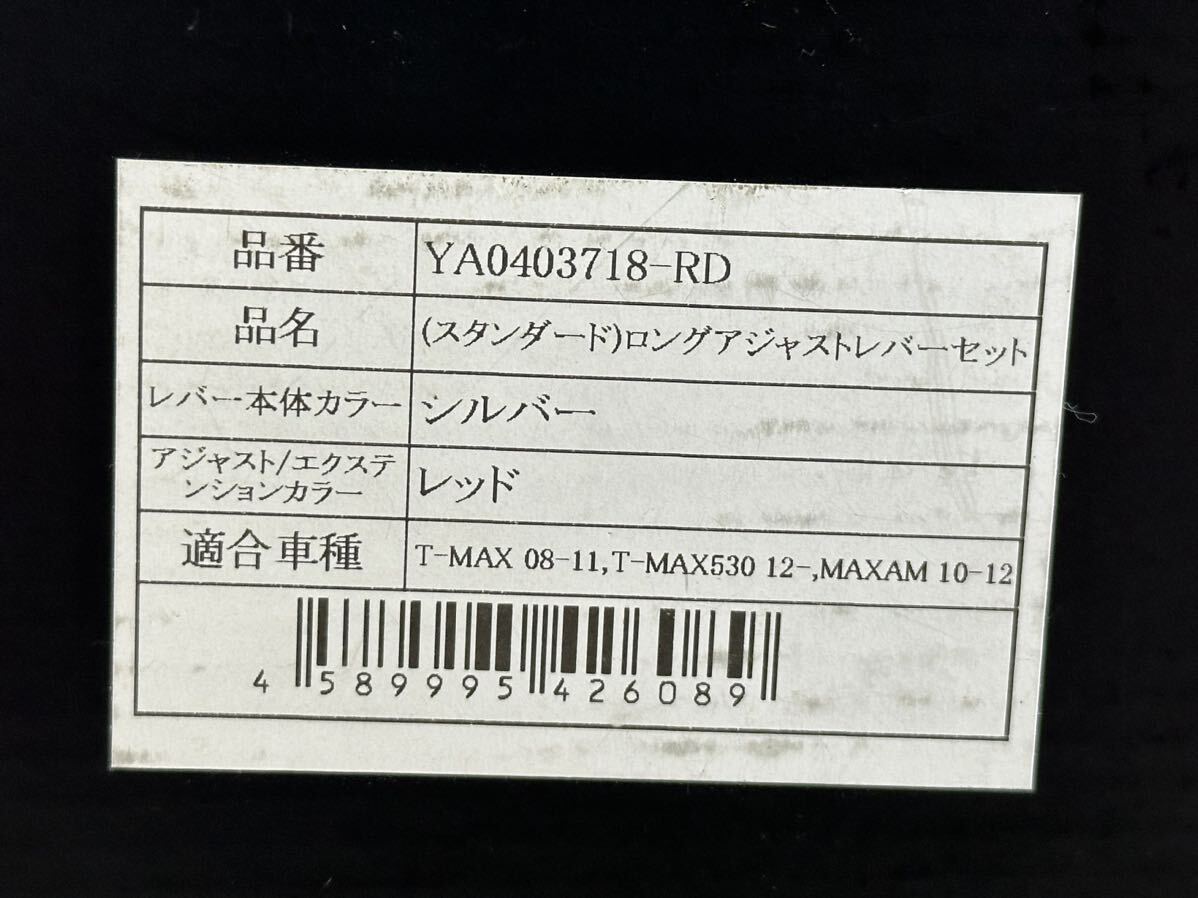 品番 YA0403718-RD
品名 (スタンダード)ロングアジャストレバーセット
レバー本体カラー シルバー
アジャスト/エクステ
ンションカラー レッド
適合車種 T-MAX 08-11,T-MAX530 12-,MAXAM 10-12
4 589995 426089